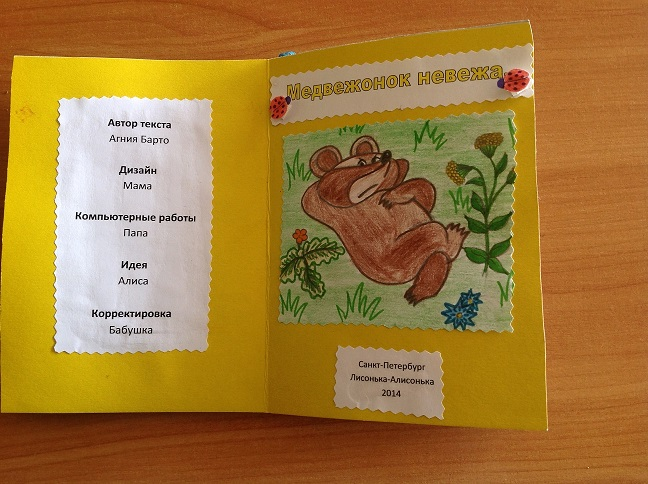 Автор текста
Агния Барто
Дизайн
Мама
Компьютерные работы
Папа
Идея
Алиса
Корректировка
Бабушка
Медвежонок невежа
Санкт-Петербург
Лисонька-Алисонька
2014